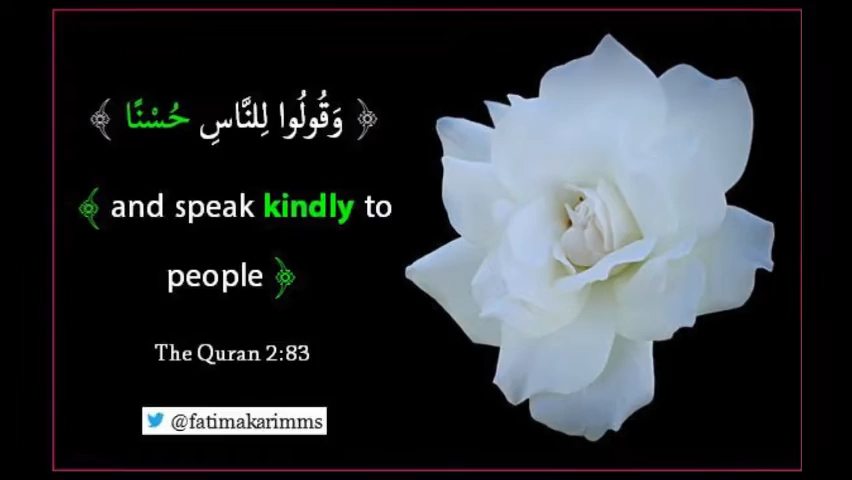 ﴿ وَقُولُوا لِلنَّاسِ حُسْنًا ﴾
﴿ and speak kindly to
people ﴾
The Quran 2:83
@fatimakarimms